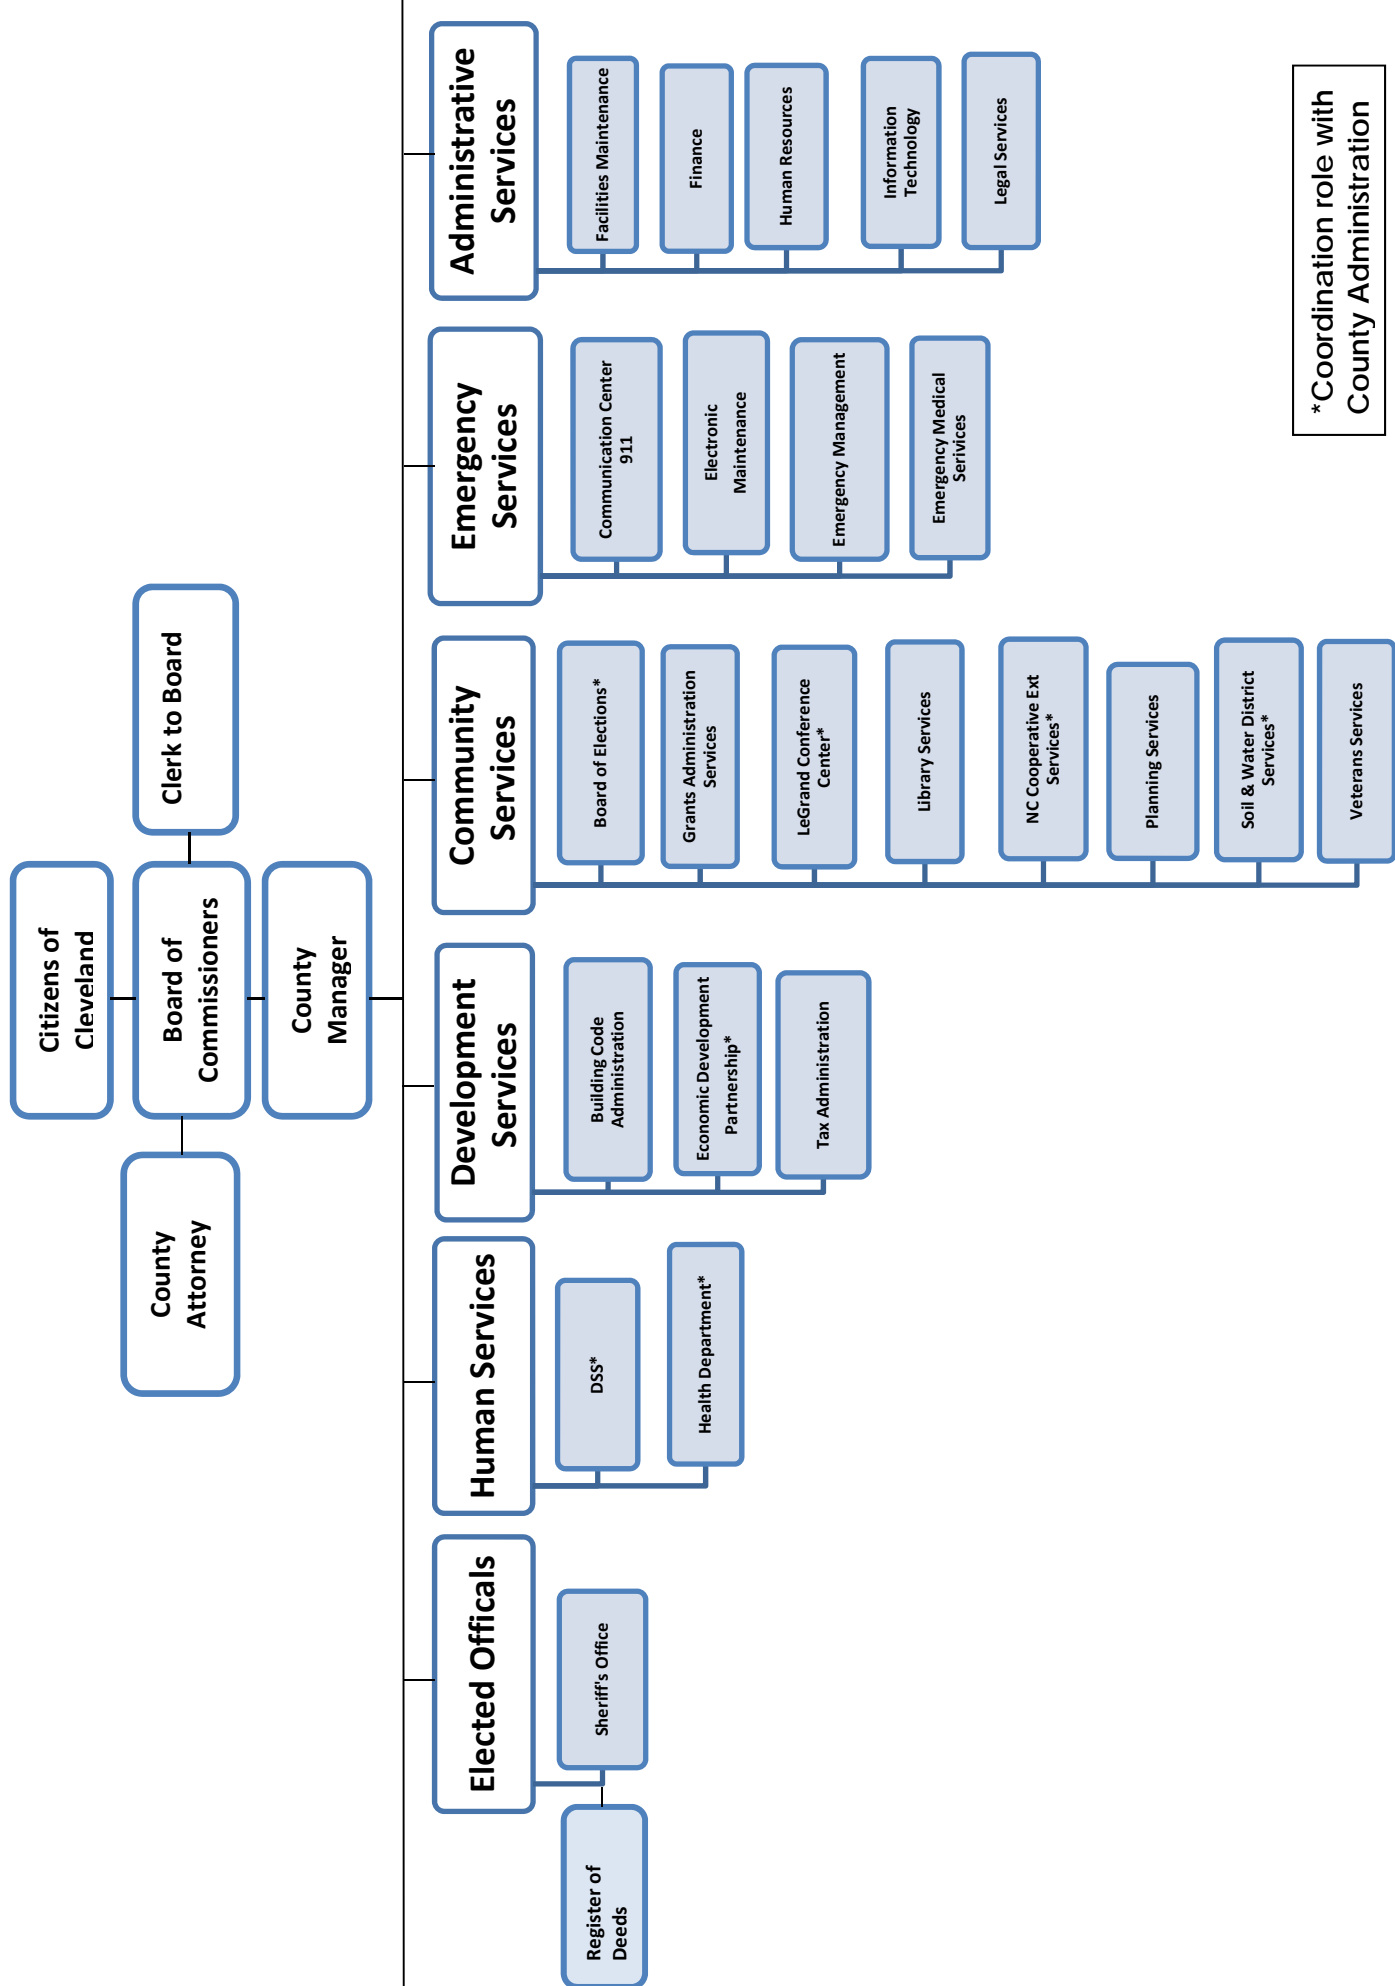 Citizens of
Cleveland
County
Attorney
Board of
Commissioners
Clerk to Board
County
Manager
Elected Officals
Register of
Deeds
Sheriff's Office
Human Services
DSS*
Health Department*
Development
Services
Building Code
Administration
Economic Development
Partnership*
Tax Administration
Community
Services
Board of Elections*
Grants Administration
Services
LeGrand Conference
Center*
Library Services
NC Cooperative Ext
Services*
Planning Services
Soil & Water District
Services*
Veterans Services
Emergency
Services
Communication Center
911
Electronic
Maintenance
Emergency Management
Emergency Medical
Serivices
Administrative
Services
Facilities Maintenance
Finance
Human Resources
Information
Technology
Legal Services
*Coordination role with
County Administration